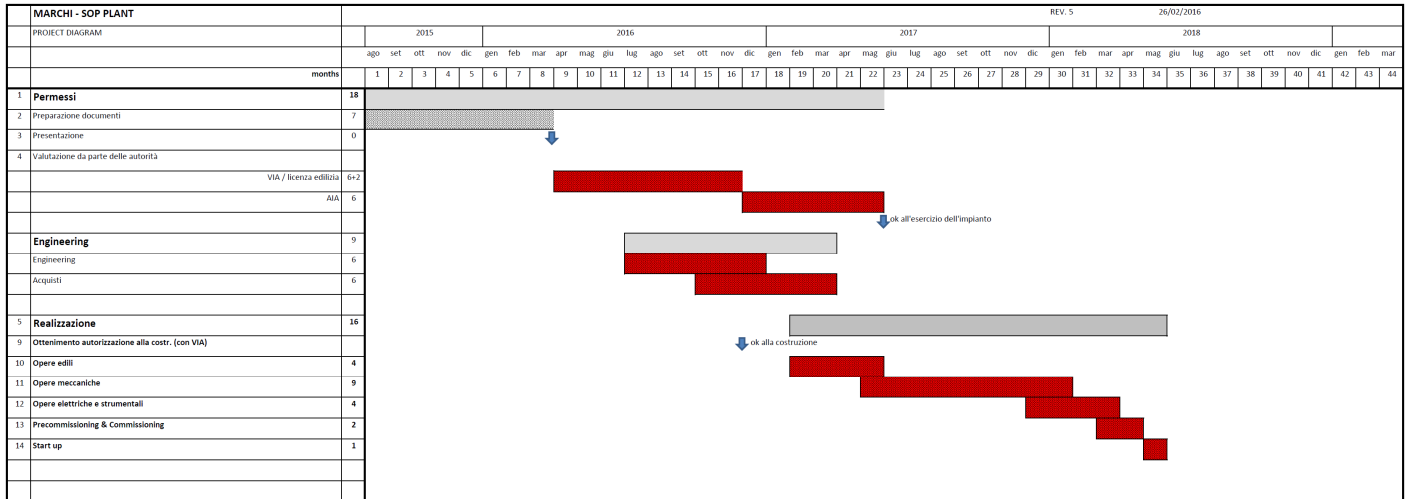 MARCHI - SOP PLANT REV. 5 26/02/2016
PROJECT DIAGRAM 2015 2016 2017 2018
ago set ott nov dic gen feb mar apr mag giu lug ago set ott nov dic gen feb mar apr mag giu lug ago set ott nov dic gen feb mar apr mag giu lug ago set ott nov dic gen feb mar
months 1 2 3 4 5 6 7 8 9 10 11 12 13 14 15 16 17 18 19 20 21 22 23 24 25 26 27 28 29 30 31 32 33 34 35 36 37 38 39 40 41 42 43 44
1 Permessi 18
2 Preparazione documenti 7
3 Presentazione 0
4 Valutazione da parte delle autorità
VIA / licenza edilizia 6+2
AIA 6
ok all'esercizio dell'impianto
Engineering 9
Engineering 6
Acquisti 6
5 Realizzazione 16
9 Ottenimento autorizzazione alla costr. (con VIA) ok alla costruzione
10 Opere edili 4
11 Opere meccaniche 9
12 Opere elettriche e strumentali 4
13 Precommissioning & Commissioning 2
14 Start up 1